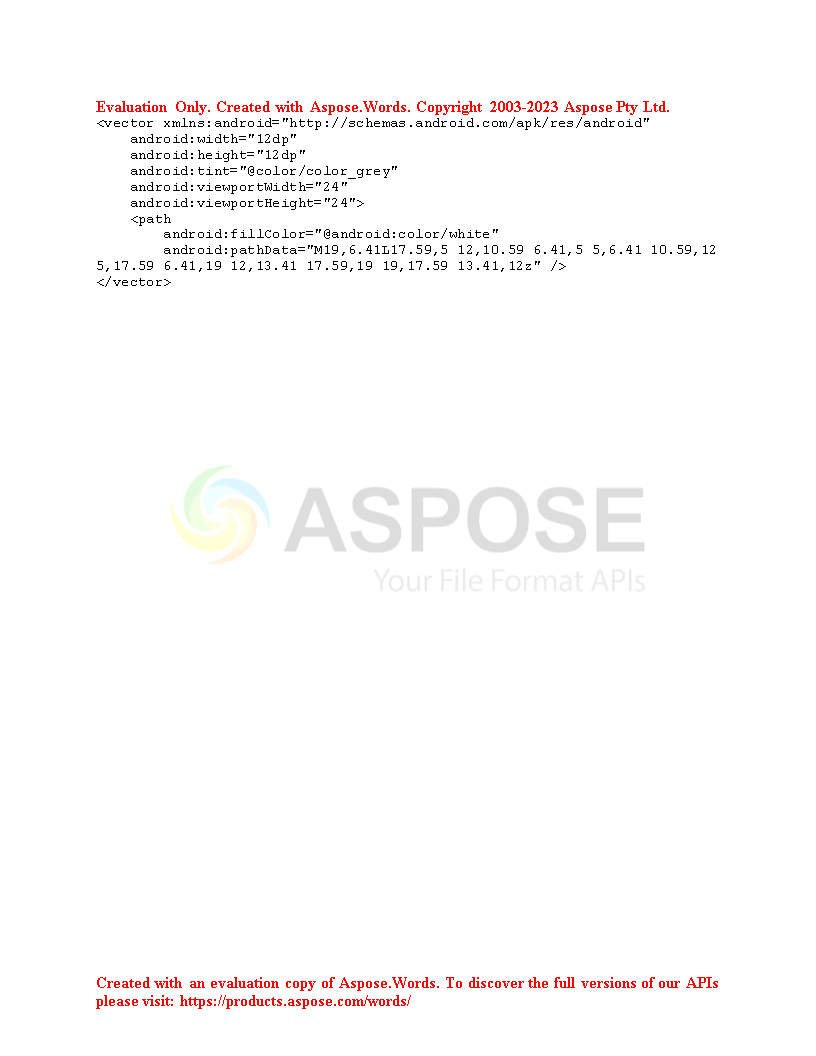 Evaluation Only. Created with Aspose.Words. Copyright 2003-2023 Aspose Pty Ltd.
<vector xmlns:android="http://schemas.android.com/apk/res/android"
    android:width="12dp"
    android:height="12dp"
    android:tint="@color/color_grey"
    android:viewportWidth="24"
    android:viewportHeight="24">
    <path
        android:fillColor="@android:color/white"
        android:pathData="M19,6.41L17.59,5 12,10.59 6.41,5 5,6.41 10.59,12
5,17.59 6.41,19 12,13.41 17.59,19 19,17.59 13.41,12z" />
</vector>
ASPOSE
Your File Format APIs
Created with an evaluation copy of Aspose.Words. To discover the full versions of our APIs
please visit: https://products.aspose.com/words/